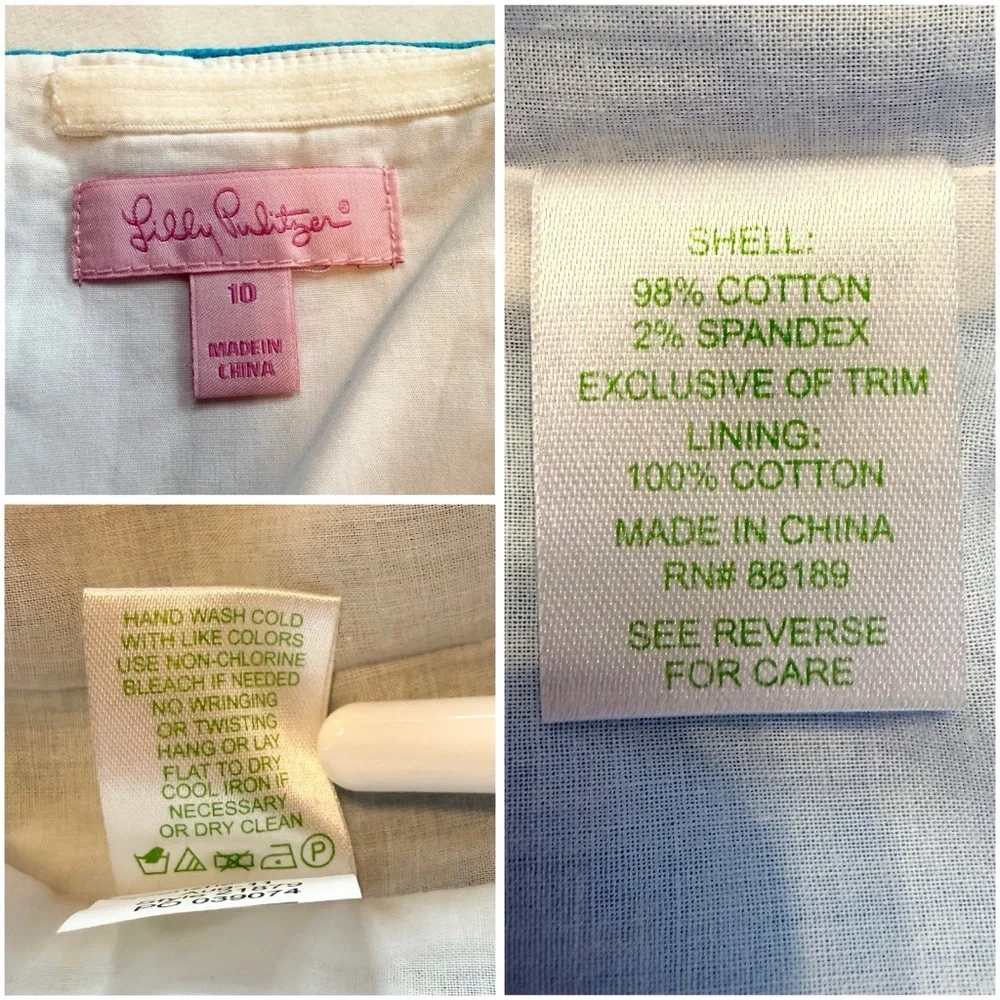 Lilly Pulitzer®
10
MADE IN
CHINA
SHELL:
98% COTTON
2% SPANDEX
EXCLUSIVE OF TRIM
LINING:
100% COTTON
MADE IN CHINA
RN# 88189
SEE REVERSE
FOR CARE
HAND WASH COLD
WITH LIKE COLORS
USE NON-CHLORINE
BLEACH IF NEEDED
NO WRINGING
OR TWISTING
HANG OR LAY
FLAT TO DRY
COOL IRON IF
NECESSARY
OR DRY CLEAN
P
PO 039074